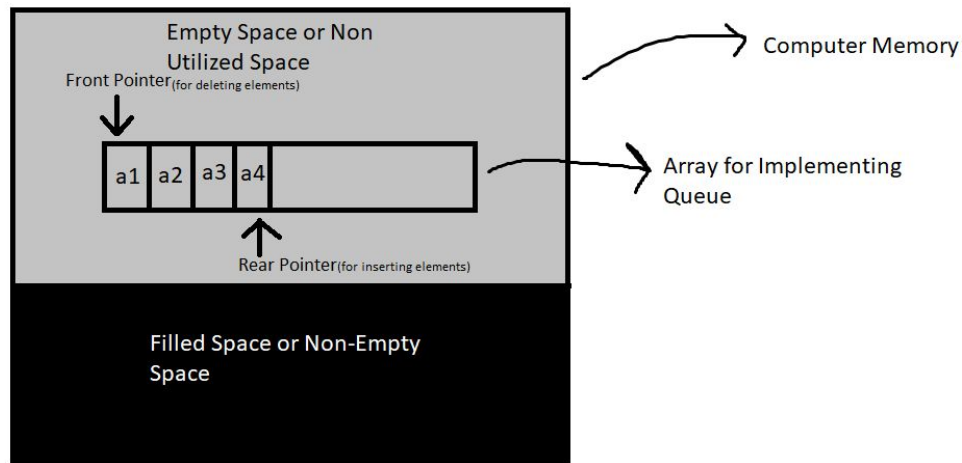 Empty Space or Non
Utilized Space
Front Pointer(for deleting elements)
Computer Memory
a1 a2 a3 a4
Array for Implementing
Queue
Rear Pointer(for inserting elements)
Filled Space or Non-Empty
Space